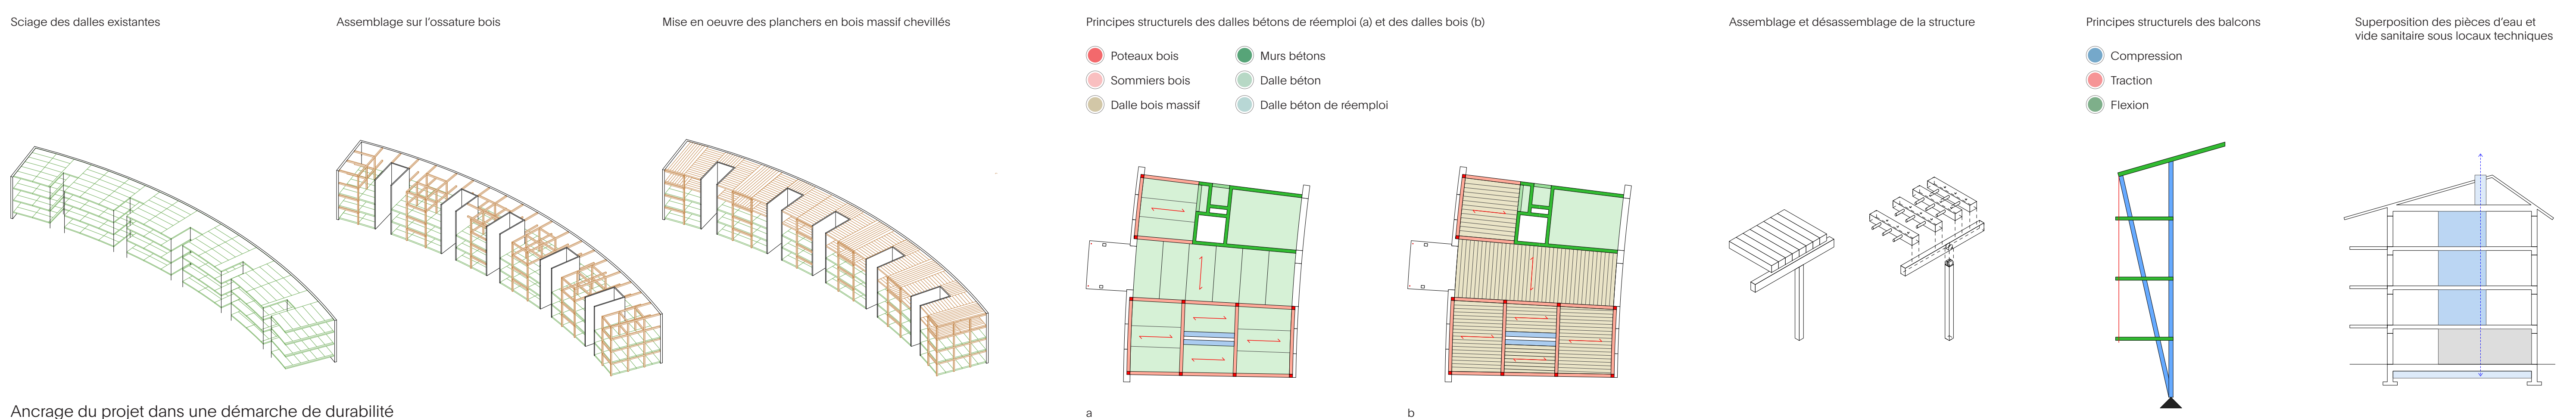 Sciage des dalles existantes
Assemblage sur l'ossature bois
Mise en oeuvre des planchers en bois massif chevillés
Principes structurels des dalles bétons de réemploi (a) et des dalles bois (b)
Poteaux bois
Sommiers bois
Dalle bois massif
Murs bétons
Dalle béton
Dalle béton de réemploi
Assemblage et désassemblage de la structure
Principes structurels des balcons
Compression
Traction
Flexion
Superposition des pièces d'eau et
vide sanitaire sous locaux techniques
Ancrage du projet dans une démarche de durabilité
a
b